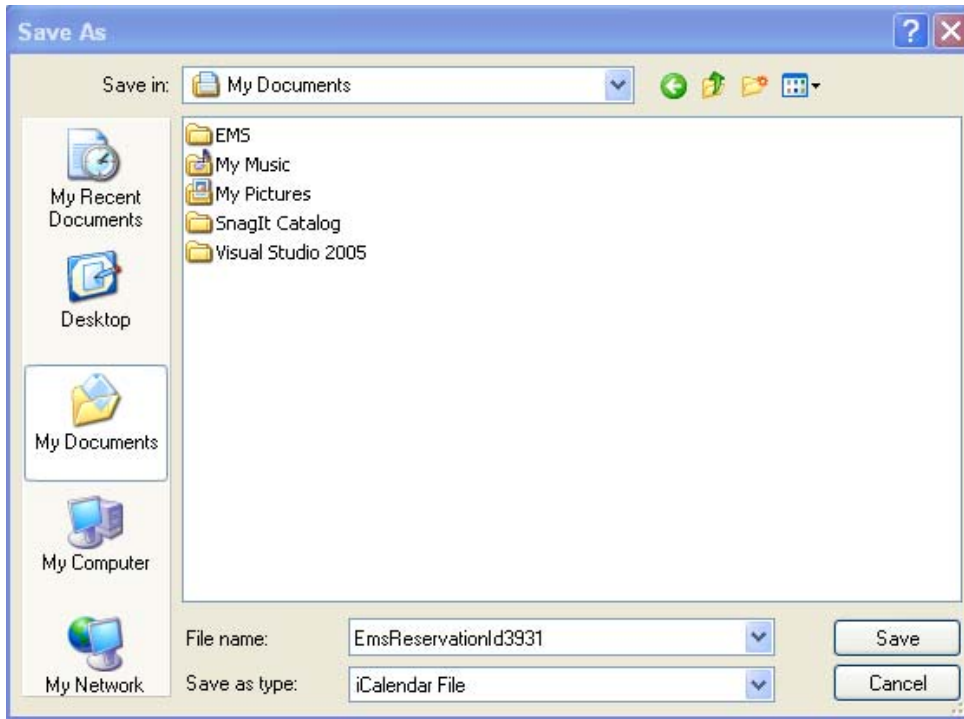 Save As
Save in:
My Documents
My Recent
Documents
Desktop
My Documents
My Computer
My Network
EMS
My Music
My Pictures
SnagIt Catalog
Visual Studio 2005
File name:
EmsReservationId3931
Save
Save as type:
iCalendar File
Cancel